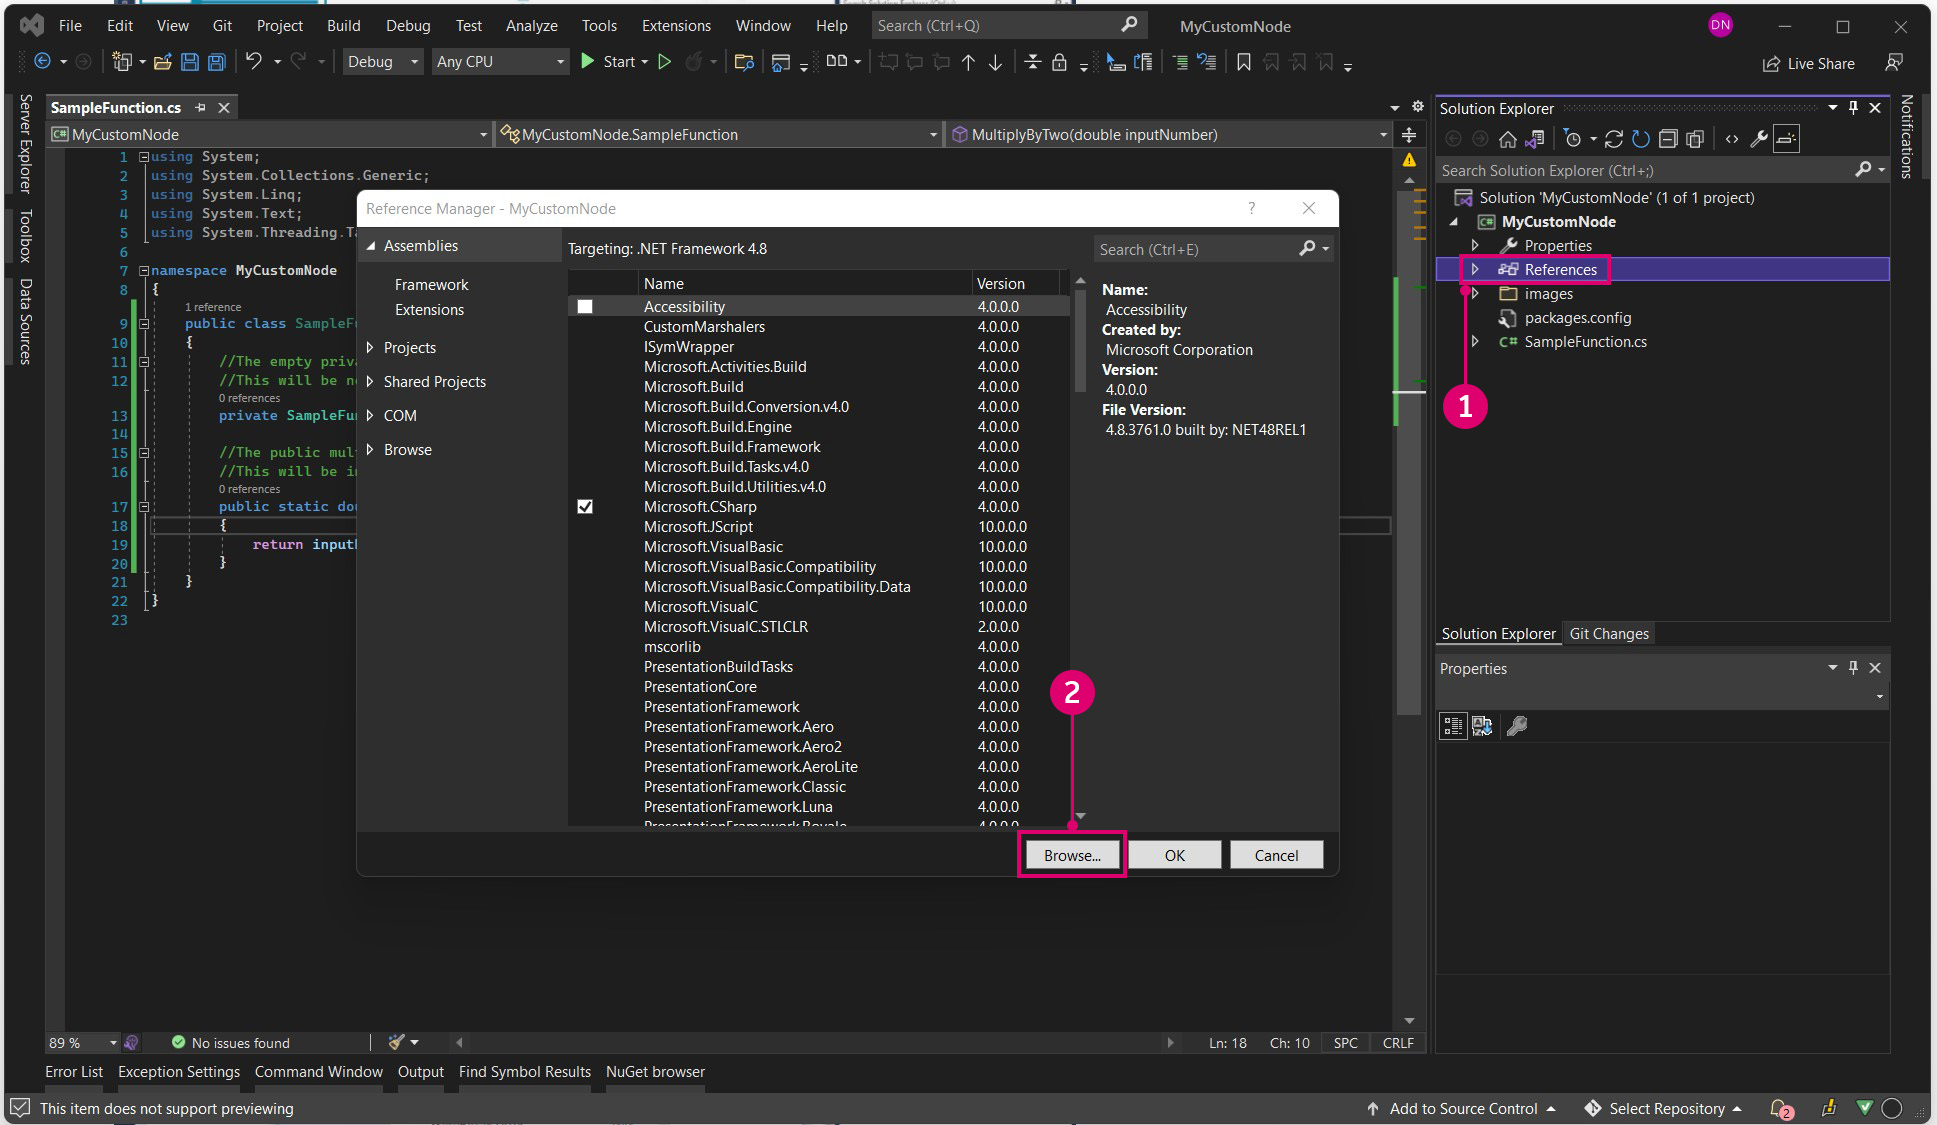 File Edit View Git Project Build Debug Test Analyze Tools Extensions Window Help Search (Ctrl+Q) MyCustomNode DN
Debug Any CPU Start Live Share
Server Explorer
Toolbox
Data Sources
SampleFunction.cs
MyCustomNode MyCustomNode.SampleFunction MultiplyByTwo(double inputNumber)
1 using System;
2 using System.Collections.Generic;
3 using System.Linq;
4 using System.Text;
5 using System.Threading.Ta
6
7 namespace MyCustomNode
8 {
1 reference
9 public class SampleFu
10 {
11 //The empty priva
12 //This will be no
0 references
13 private SampleFun
14
15 //The public mul
16 //This will be in
0 references
17 public static dou
18 {
19 return input
20 }
21 }
22 }
23
Reference Manager - MyCustomNode ?
Assemblies
Framework
Extensions
Projects
Shared Projects
COM
Browse
Targeting: .NET Framework 4.8
Search (Ctrl+E)
Name Version
Accessibility 4.0.0.0
CustomMarshalers 4.0.0.0
ISymWrapper 4.0.0.0
Microsoft.Activities.Build 4.0.0.0
Microsoft.Build 4.0.0.0
Microsoft.Build.Conversion.v4.0 4.0.0.0
Microsoft.Build.Engine 4.0.0.0
Microsoft.Build.Framework 4.0.0.0
Microsoft.Build.Tasks.v4.0 4.0.0.0
Microsoft.Build.Utilities.v4.0 4.0.0.0
Microsoft.CSharp 4.0.0.0
Microsoft.JScript 10.0.0.0
Microsoft.VisualBasic 10.0.0.0
Microsoft.VisualBasic.Compatibility 10.0.0.0
Microsoft.VisualBasic.Compatibility.Data 10.0.0.0
Microsoft.VisualC 10.0.0.0
Microsoft.VisualC.STLCLR 2.0.0.0
mscorlib 4.0.0.0
PresentationBuildTasks 4.0.0.0
PresentationCore 4.0.0.0
PresentationFramework 4.0.0.0
PresentationFramework.Aero 4.0.0.0
PresentationFramework.Aero2 4.0.0.0
PresentationFramework.AeroLite 4.0.0.0
PresentationFramework.Classic 4.0.0.0
PresentationFramework.Luna 4.0.0.0
PresentationFramework.Royale 4.0.0.0
Name:
Accessibility
Created by:
Microsoft Corporation
Version:
4.0.0.0
File Version:
4.8.3761.0 built by: NET48REL1
2
Browse... OK Cancel
Solution Explorer
Search Solution Explorer (Ctrl+;)
Solution 'MyCustomNode' (1 of 1 project)
C# MyCustomNode
Properties
References
images
packages.config
C# SampleFunction.cs
1
Solution Explorer Git Changes
Properties
Notifications
89 % No issues found Ln: 18 Ch: 10 SPC CRLF
Error List Exception Settings Command Window Output Find Symbol Results NuGet browser
This item does not support previewing Add to Source Control Select Repository 2